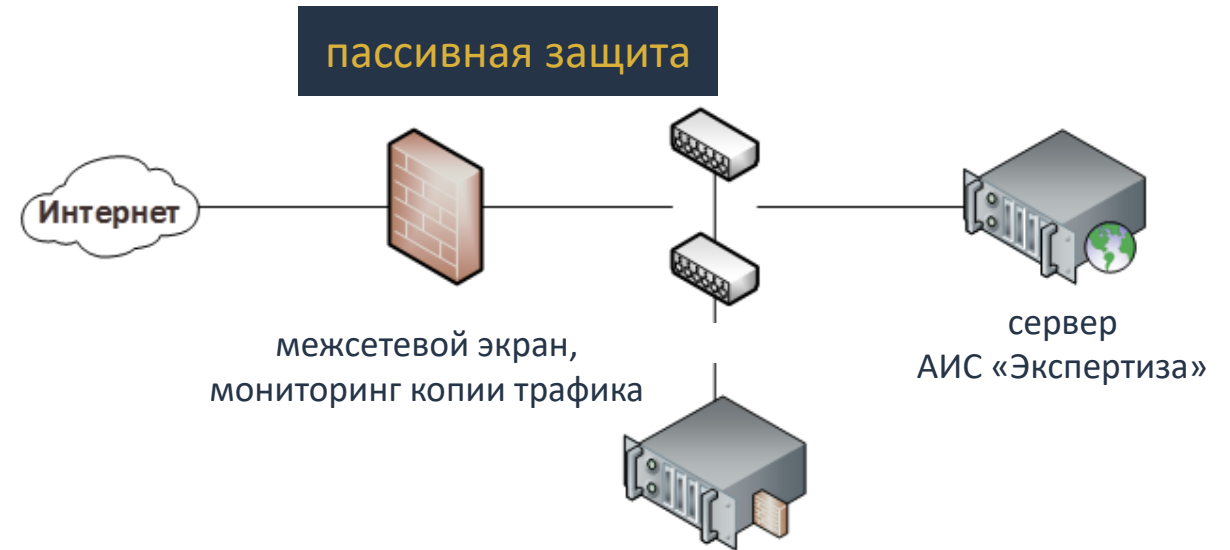 пассивная защита
Интернет
межсетевой экран,
мониторинг копии трафика
сервер
АИС «Экспертиза»